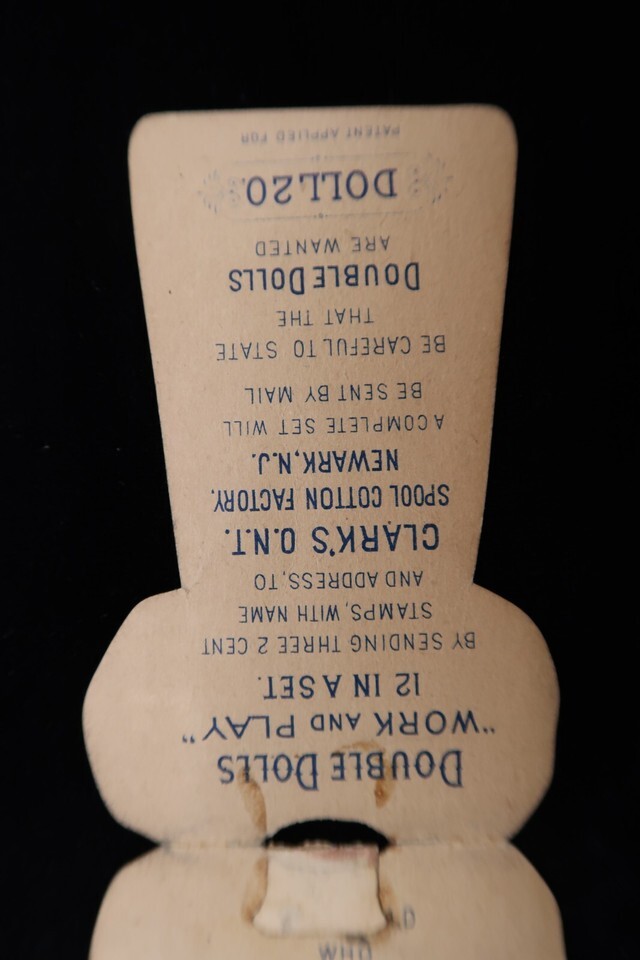 DOUBLE DOLLS
"WORK AND PLAY"
12 IN A SET.
BY SENDING THREE 2 CENT
STAMPS, WITH NAME
AND ADDRESS, TO
CLARK'S O.N.T.
SPOOL COTTON FACTORY.
NEWARK, N.J.
A COMPLETE SET WILL
BE SENT BY MAIL
BE CAREFUL TO STATE
THAT THE
DOUBLE DOLLS
ARE WANTED
DOLL 20.
PATENT APPLIED FOR